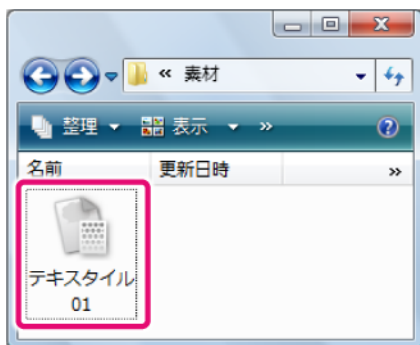 « 素材
整理 表示 »
名前 更新日時 »
テキスタイル
01